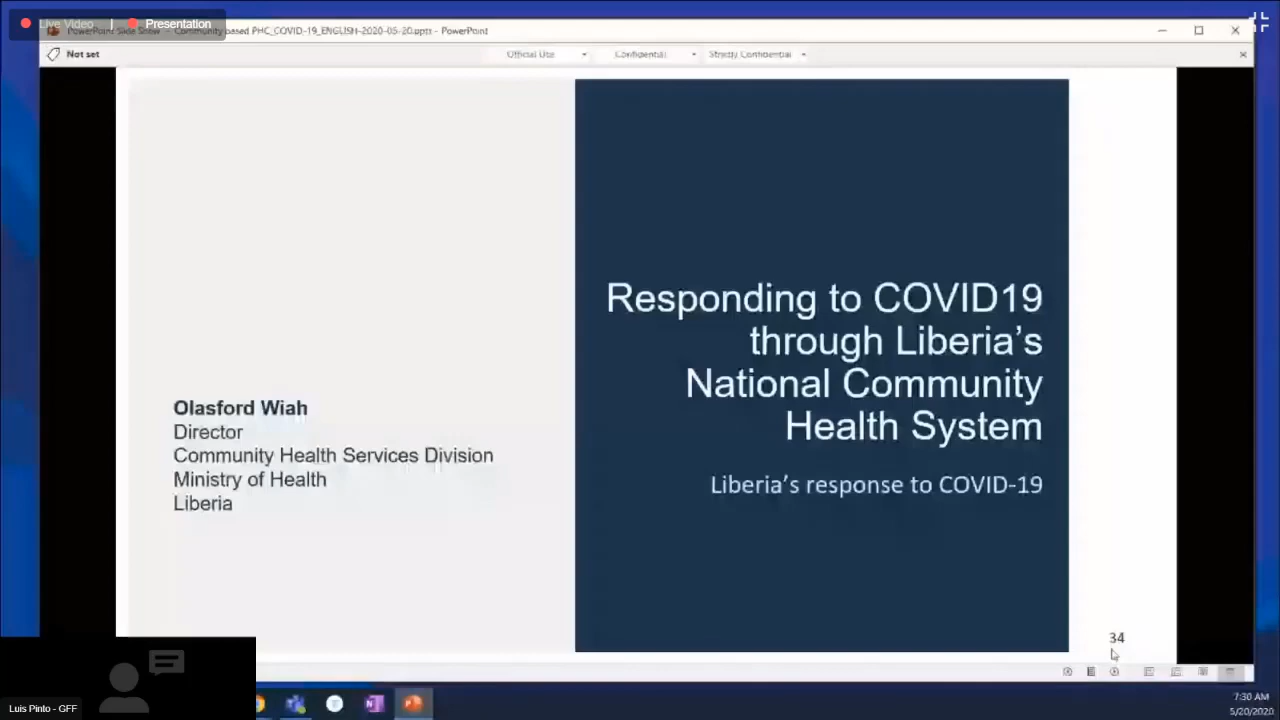 Live Video | Presentation
PowerPoint Slide Show - Community based PHC_COVID-19_ENGLISH-2020-05-20.pptx - PowerPoint
Not set
Official Use
Confidential
Strictly Confidential
Responding to COVID19
through Liberia's
National Community
Health System
Liberia's response to COVID-19
Olasford Wiah
Director
Community Health Services Division
Ministry of Health
Liberia
34
Luis Pinto - GFF
7:30 AM
5/20/2020